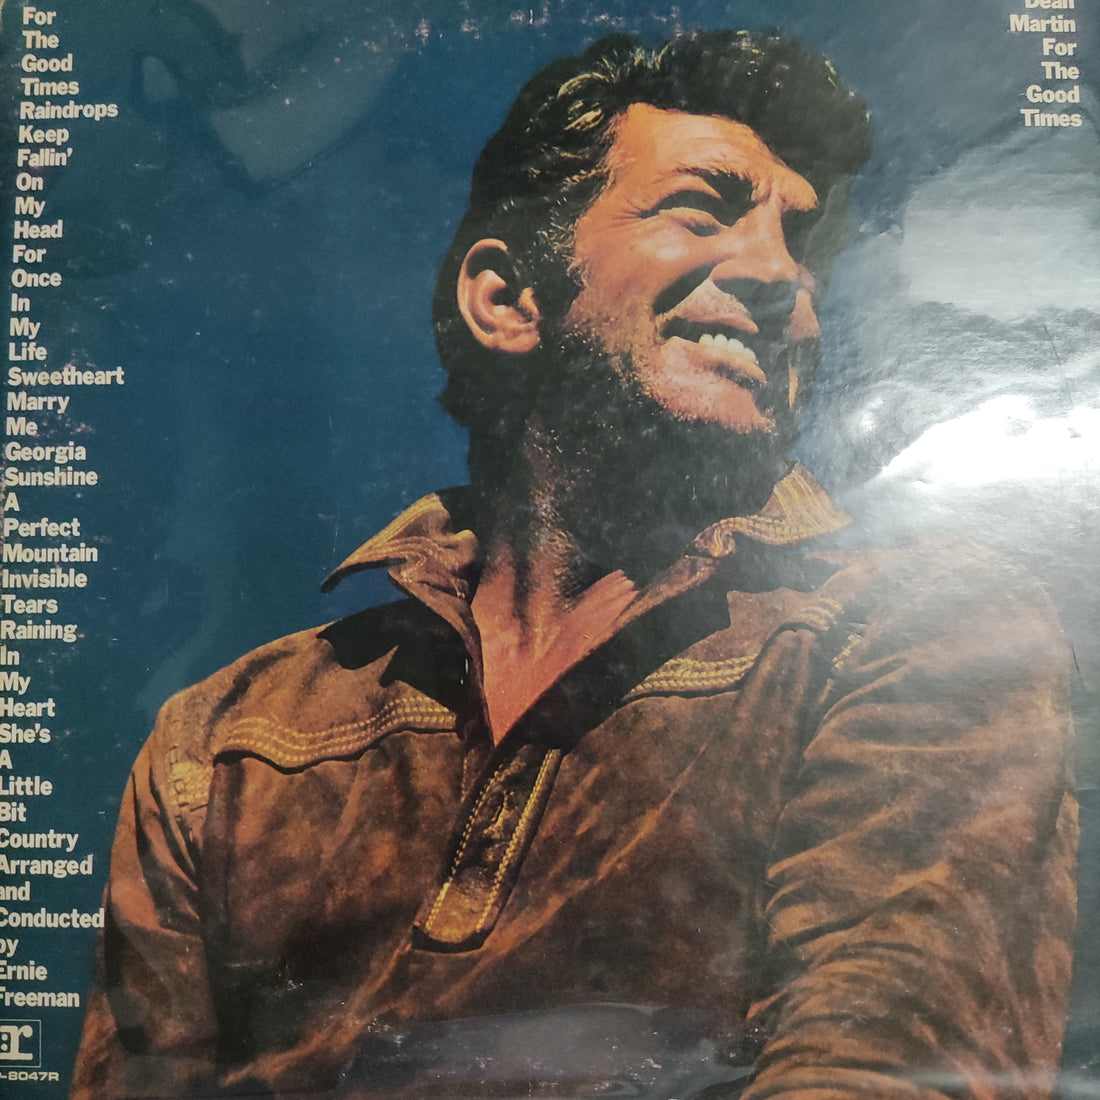 For
The
Good
Times
Raindrops
Keep
Fallin'
On
My
Head
For
Once
In
My
Life
Sweetheart
Marry
Me
Georgia
Sunshine
A
Perfect
Mountain
Invisible
Tears
Raining
In
My
Heart
She's
A
Little
Bit
Country
Arranged
and
Conducted
by
Ernie
Freeman
r
-8047R
Dean
Martin
For
The
Good
Times